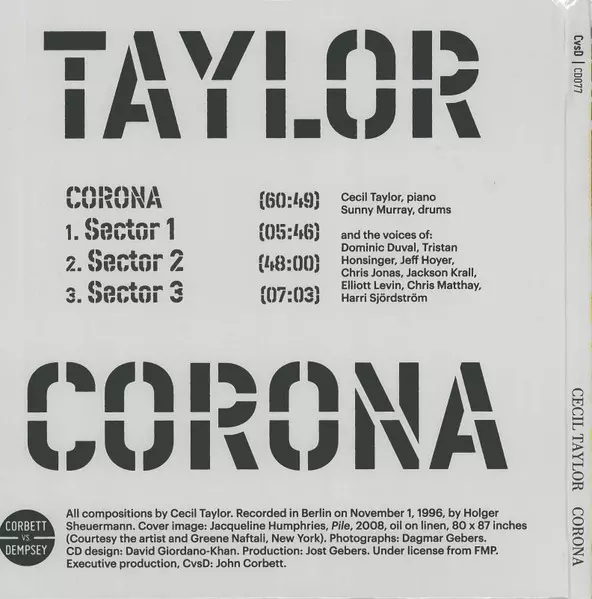 TAYLOR
CORONA (60:49)
1. Sector 1 (05:46)
2. Sector 2 (48:00)
3. Sector 3 (07:03)
Cecil Taylor, piano
Sunny Murray, drums
and the voices of:
Dominic Duval, Tristan
Honsinger, Jeff Hoyer,
Chris Jonas, Jackson Krall,
Elliott Levin, Chris Matthay,
Harri Sjördström
CORONA
CORBETT
VS.
DEMPSEY
All compositions by Cecil Taylor. Recorded in Berlin on November 1, 1996, by Holger
Sheuermann. Cover image: Jacqueline Humphries, Pile, 2008, oil on linen, 80 x 87 inches
(Courtesy the artist and Greene Naftali, New York). Photographs: Dagmar Gebers.
CD design: David Giordano-Khan. Production: Jost Gebers. Under license from FMP.
Executive production, CvsD: John Corbett.
CvsD | CD077
CECIL TAYLOR CORONA